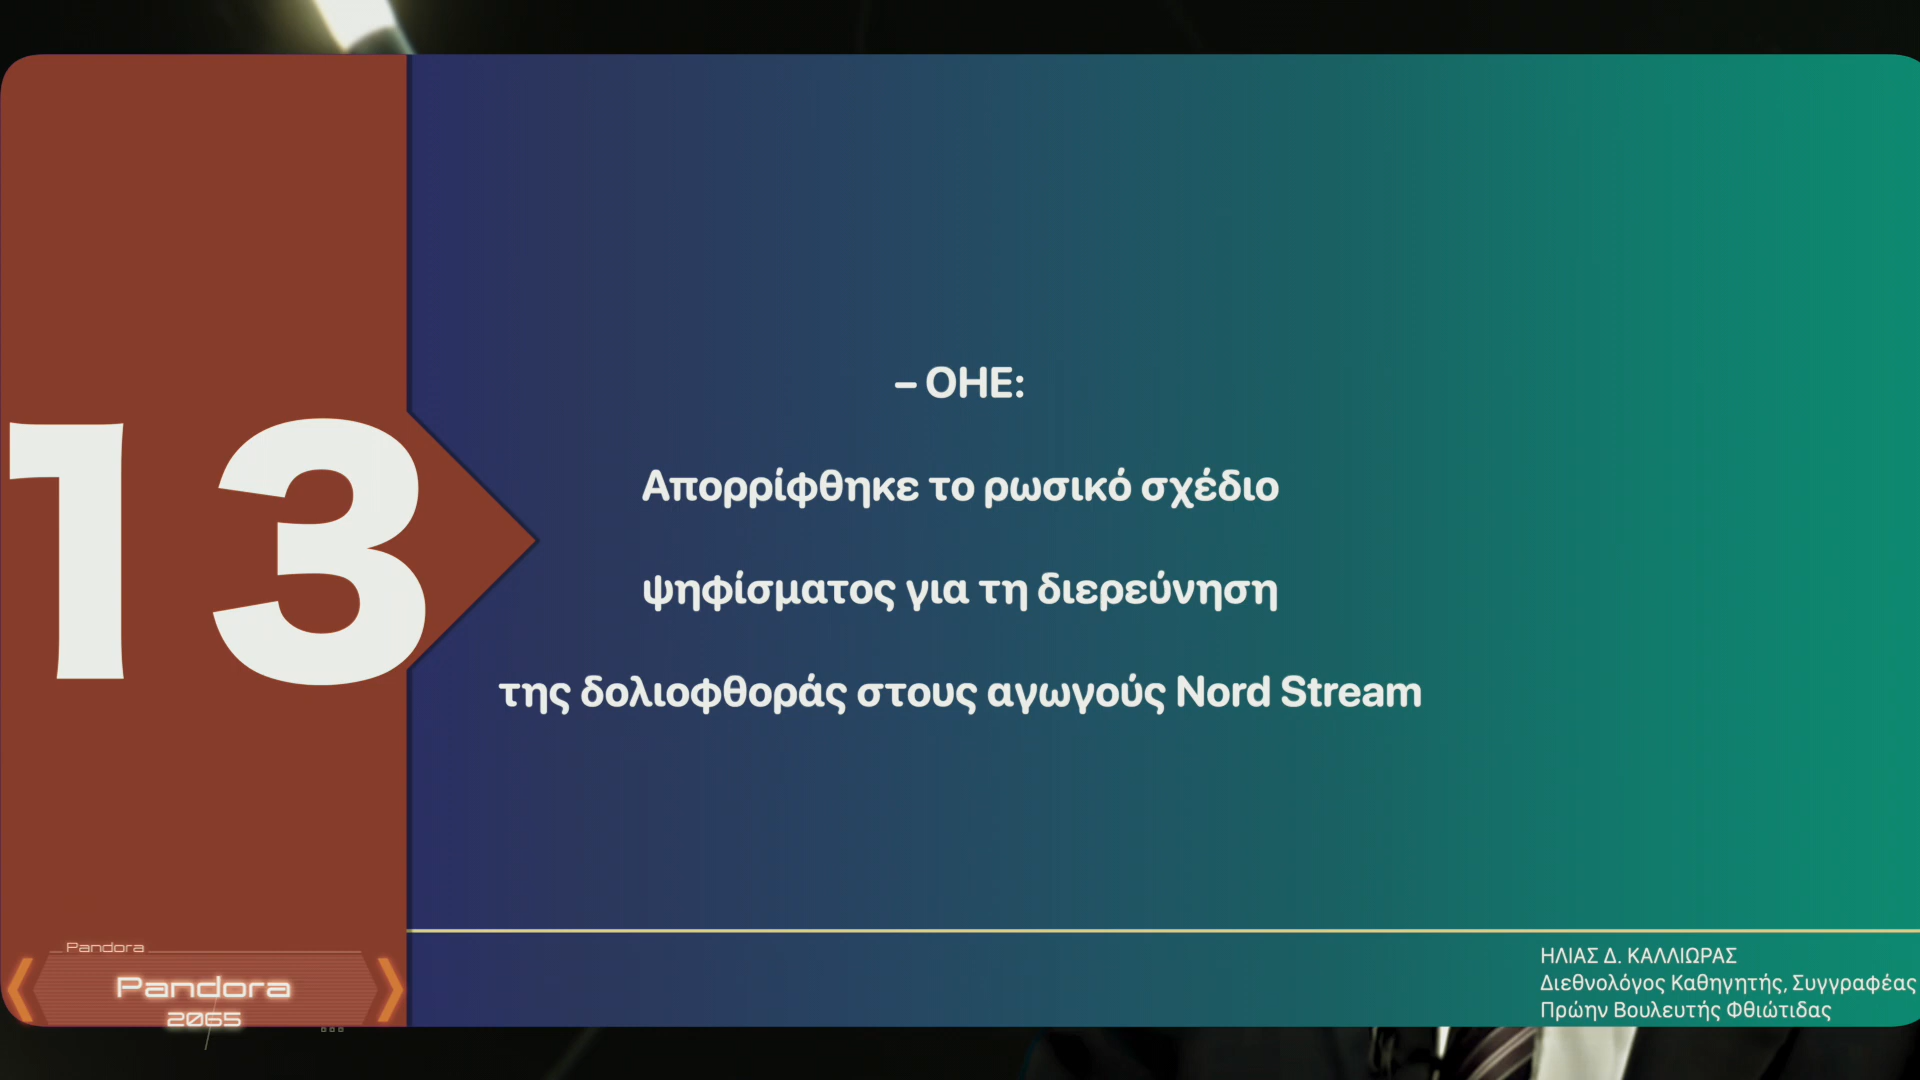 13
– ΟΗΕ:
Απορρίφθηκε το ρωσικό σχέδιο
ψηφίσματος για τη διερεύνηση
της δολιοφθοράς στους αγωγούς Nord Stream
Pandora
Pandora
2065
ΗΛΙΑΣ Δ. ΚΑΛΛΙΩΡΑΣ
Διεθνολόγος Καθηγητής, Συγγραφέας
Πρώην Βουλευτής Φθιώτιδας